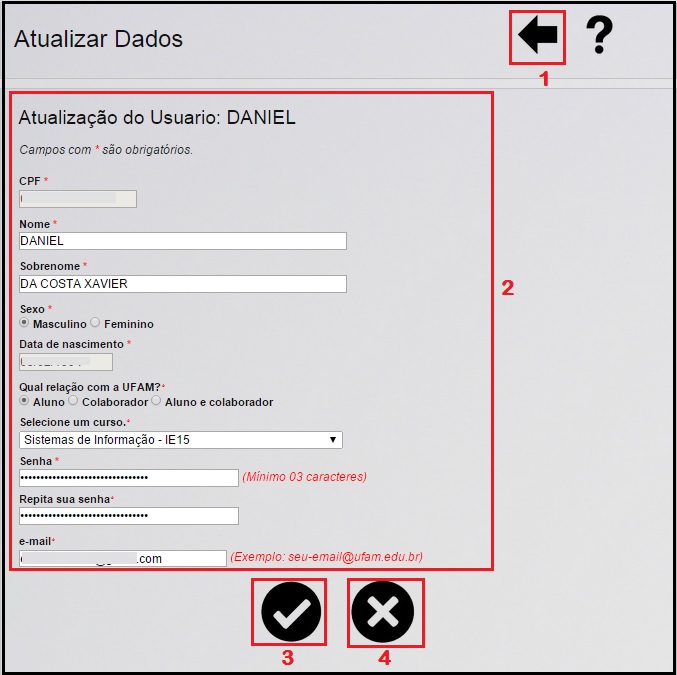 Atualizar Dados
?
1
Atualização do Usuario: DANIEL
Campos com * são obrigatórios.
CPF *
Nome *
DANIEL
Sobrenome *
DA COSTA XAVIER
2
Sexo *
Masculino Feminino
Data de nascimento *
Qual relação com a UFAM?*
Aluno Colaborador Aluno e colaborador
Selecione um curso.*
Sistemas de Informação - IE15
Senha *
(Mínimo 03 caracteres)
Repita sua senha*
e-mail*
.com (Exemplo: seu-email@ufam.edu.br)
3 4